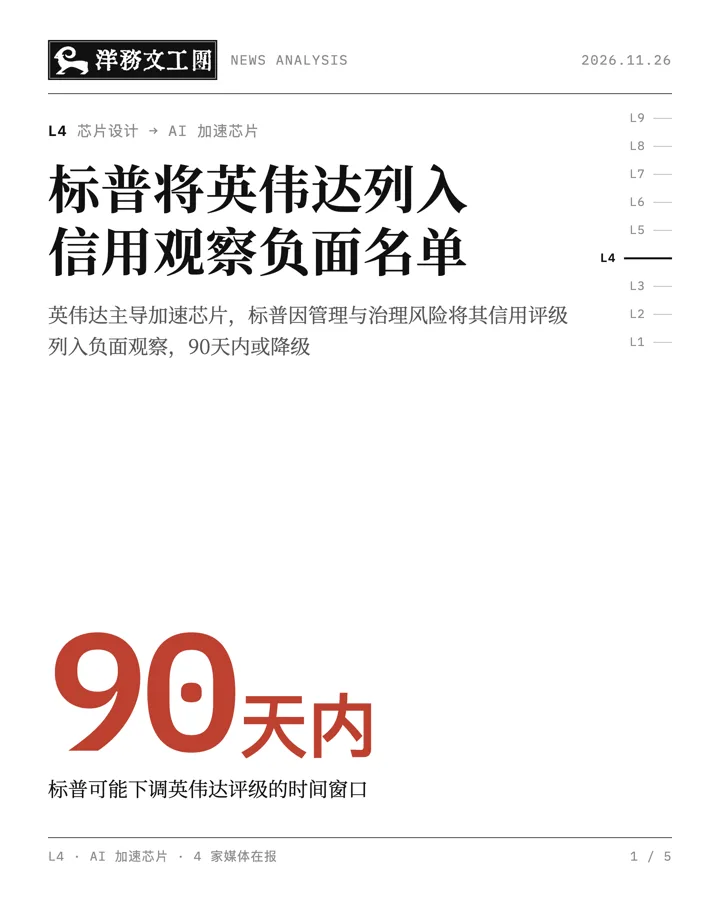 洋務文工團 NEWS ANALYSIS 2026.11.26
L4 芯片设计 → AI 加速芯片
标普将英伟达列入
信用观察负面名单
英伟达主导加速芯片，标普因管理与治理风险将其信用评级
列入负面观察，90天内或降级
L9
L8
L7
L6
L5
L4
L3
L2
L1
90天内
标普可能下调英伟达评级的时间窗口
L4 · AI 加速芯片 · 4 家媒体在报 1 / 5